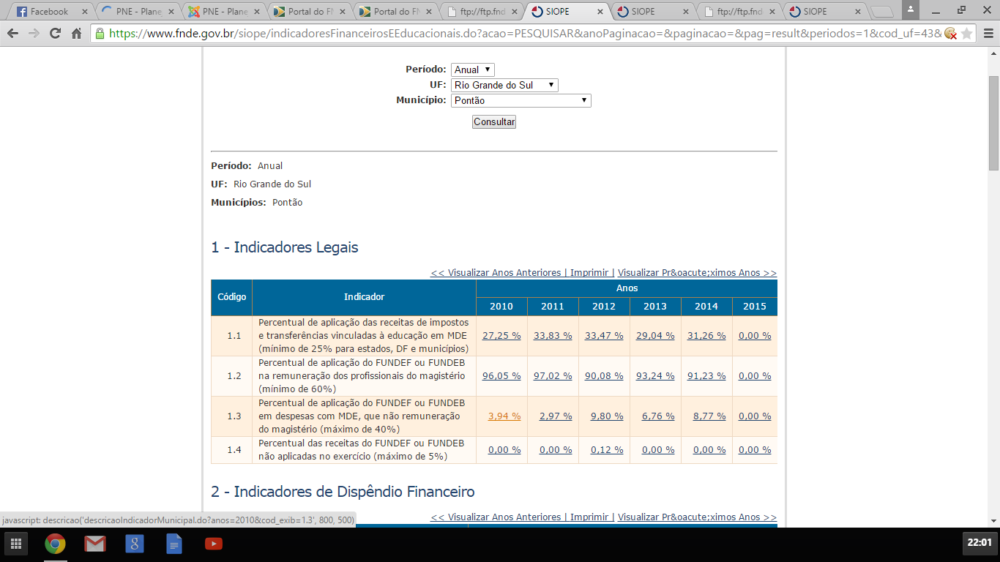 Facebook
PNE - Plane
PNE - Plane
Portal do FN
Portal do FN
ftp://ftp.fnd
SIOPE
SIOPE
ftp://ftp.fnd
SIOPE
https://www.fnde.gov.br/siope/indicadoresFinanceirosEEducacionais.do?acao=PESQUISAR&anoPaginacao=&paginacao=&pag=result&periodos=1&cod_uf=43&
Período: Anual
UF: Rio Grande do Sul
Município: Pontão
Consultar
Período: Anual
UF: Rio Grande do Sul
Municípios: Pontão
1 - Indicadores Legais
<< Visualizar Anos Anteriores | Imprimir | Visualizar Pr&oacute;ximos Anos >>
Código Indicador Anos
2010 2011 2012 2013 2014 2015
1.1 Percentual de aplicação das receitas de impostos
e transferências vinculadas à educação em MDE 27,25 % 33,83 % 33,47 % 29,04 % 31,26 % 0,00 %
(mínimo de 25% para estados, DF e municípios)
1.2 Percentual de aplicação do FUNDEF ou FUNDEB
na remuneração dos profissionais do magistério 96,05 % 97,02 % 90,08 % 93,24 % 91,23 % 0,00 %
(mínimo de 60%)
1.3 Percentual de aplicação do FUNDEF ou FUNDEB
em despesas com MDE, que não remuneração 3,94 % 2,97 % 9,80 % 6,76 % 8,77 % 0,00 %
do magistério (máximo de 40%)
1.4 Percentual das receitas do FUNDEF ou FUNDEB 0,00 % 0,00 % 0,12 % 0,00 % 0,00 % 0,00 %
não aplicadas no exercício (máximo de 5%)
2 - Indicadores de Dispêndio Financeiro
<< Visualizar Anos Anteriores | Imprimir | Visualizar Pr&oacute;ximos Anos >>
javascript: descricao('descricaoIndicadorMunicipal.do?anos=2010&cod_exib=1.3', 800, 500)
22:01